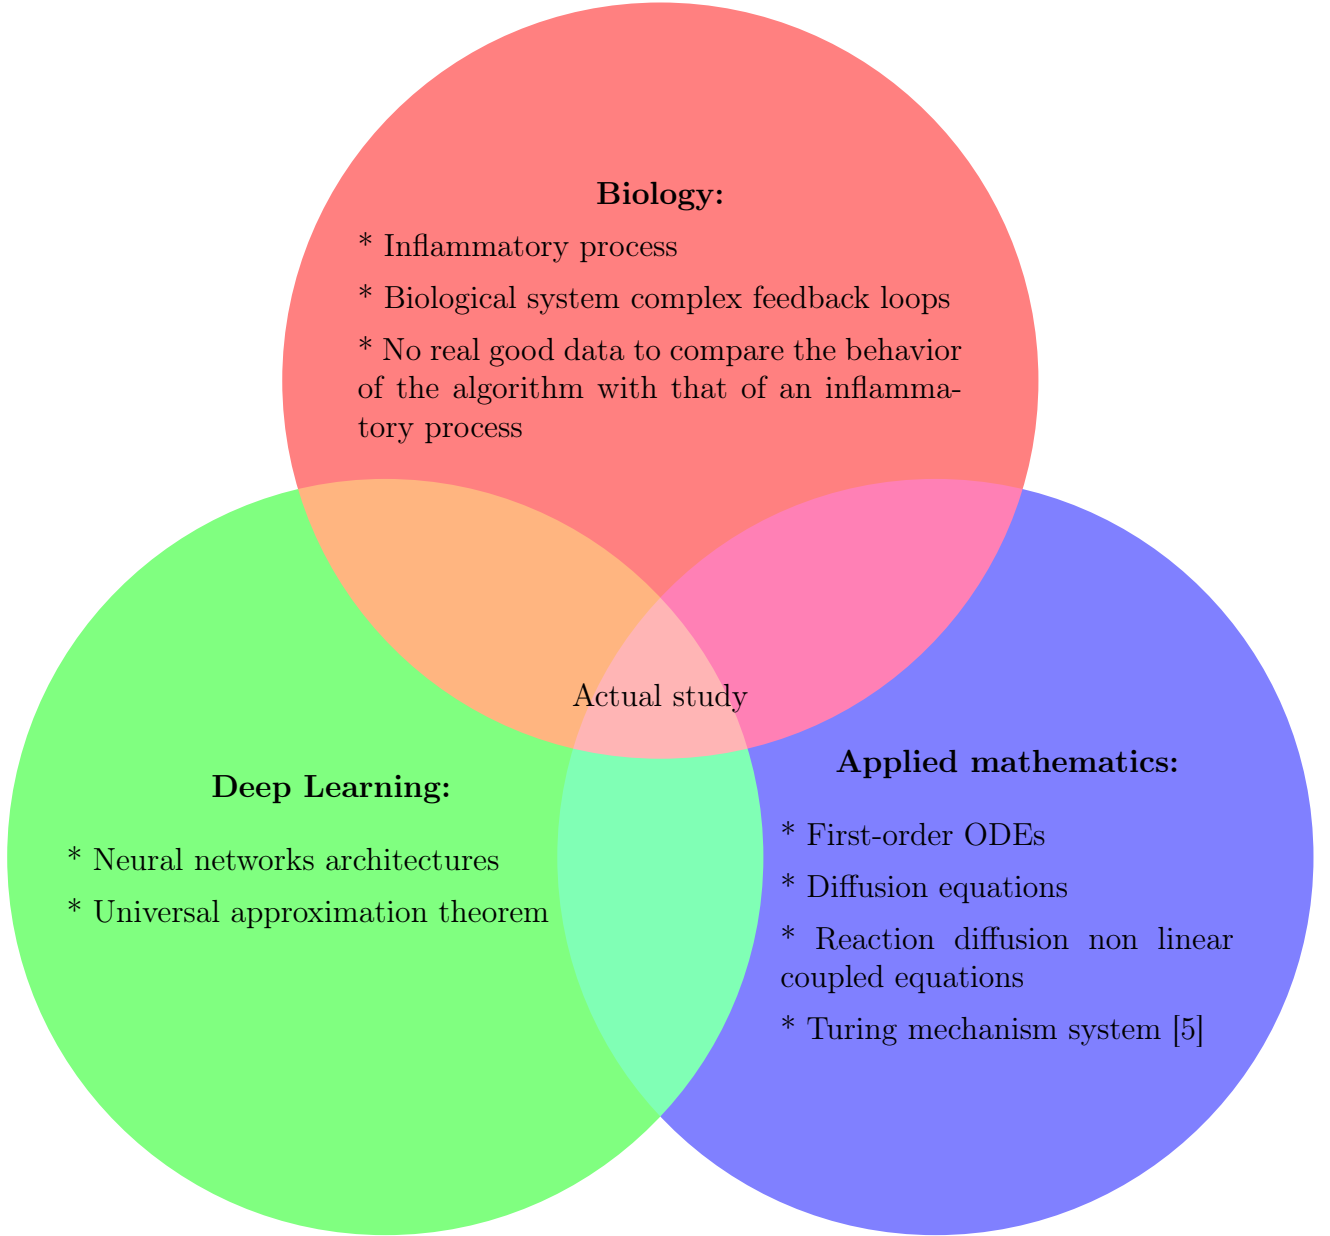 Biology:
* Inflammatory process
* Biological system complex feedback loops
* No real good data to compare the behavior
of the algorithm with that of an inflamma-
tory process
Actual study
Deep Learning:
* Neural networks architectures
* Universal approximation theorem
Applied mathematics:
* First-order ODEs
* Diffusion equations
* Reaction diffusion non linear
coupled equations
* Turing mechanism system [5]